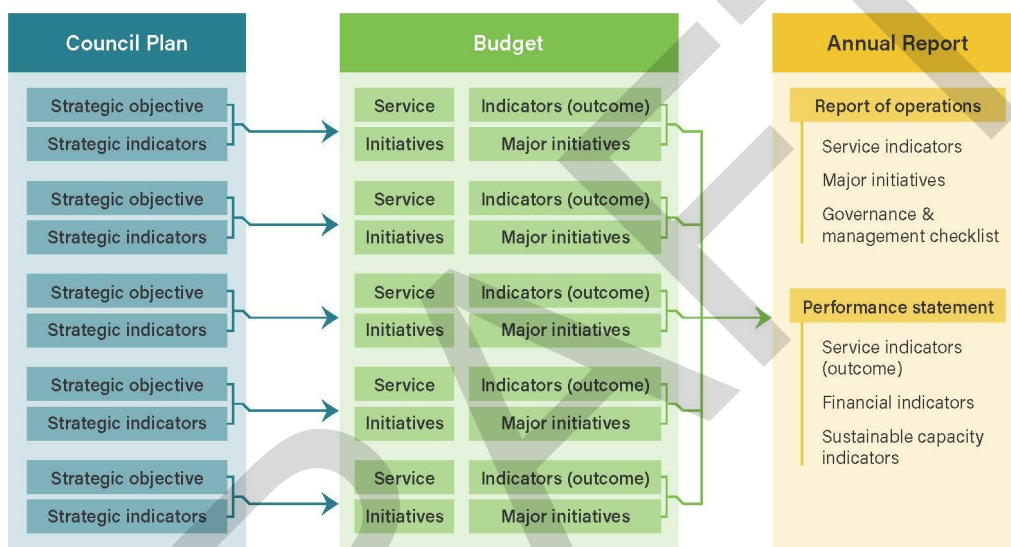 Council Plan
Budget
Annual Report
Strategic objective
Strategic indicators
Service
Indicators (outcome)
Initiatives
Major initiatives
Strategic objective
Strategic indicators
Service
Indicators (outcome)
Initiatives
Major initiatives
Strategic objective
Strategic indicators
Service
Indicators (outcome)
Initiatives
Major initiatives
Strategic objective
Strategic indicators
Service
Indicators (outcome)
Initiatives
Major initiatives
Strategic objective
Strategic indicators
Service
Indicators (outcome)
Initiatives
Major initiatives
Report of operations
Service indicators
Major initiatives
Governance &
management checklist
Performance statement
Service indicators
(outcome)
Financial indicators
Sustainable capacity
indicators